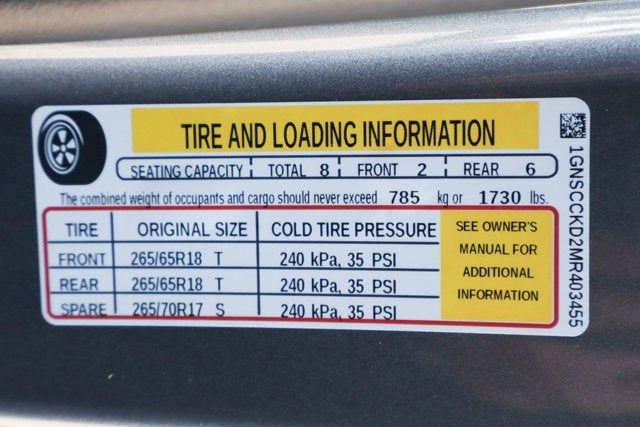 TIRE AND LOADING INFORMATION
SEATING CAPACITY TOTAL 8 FRONT 2 REAR 6
The combined weight of occupants and cargo should never exceed 785 kg or 1730 lbs.
TIRE ORIGINAL SIZE COLD TIRE PRESSURE
FRONT 265/65R18 T 240 kPa, 35 PSI
REAR 265/65R18 T 240 kPa, 35 PSI
SPARE 265/70R17 S 240 kPa, 35 PSI
SEE OWNER'S
MANUAL FOR
ADDITIONAL
INFORMATION
1GNSCCKD2MR403455